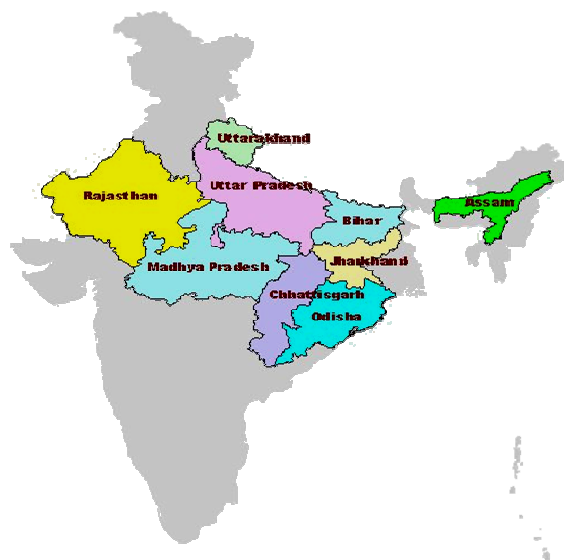 Uttarakhand
Uttar Pradesh
Rajasthan
Assam
Bihar
Jharkhand
Madhya Pradesh
Chhattisgarh
Odisha